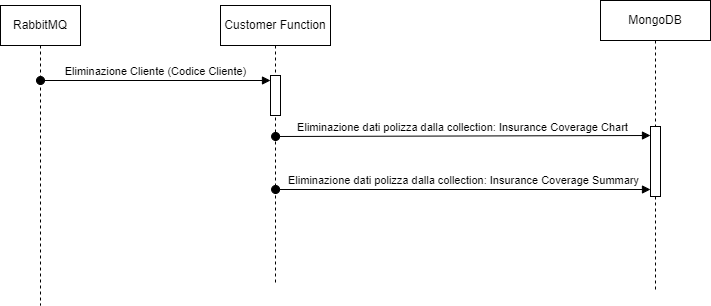 RabbitMQ
Customer Function
MongoDB
Eliminazione Cliente (Codice Cliente)
Eliminazione dati polizza dalla collection: Insurance Coverage Chart
Eliminazione dati polizza dalla collection: Insurance Coverage Summary